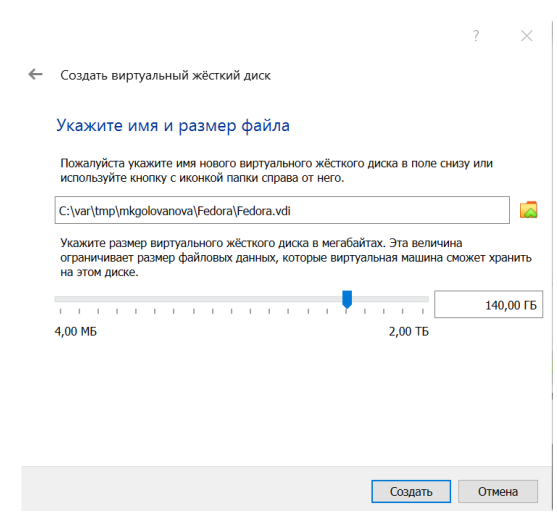 ?
Создать виртуальный жёсткий диск
Укажите имя и размер файла
Пожалуйста укажите имя нового виртуального жёсткого диска в поле снизу или
используйте кнопку с иконкой папки справа от него.
C:\var\tmp\mkgolovanova\Fedora\Fedora.vdi
Укажите размер виртуального жёсткого диска в мегабайтах. Эта величина
ограничивает размер файловых данных, которые виртуальная машина сможет хранить
на этом диске.
140,00 ГБ
4,00 МБ 2,00 ТБ
Создать Отмена